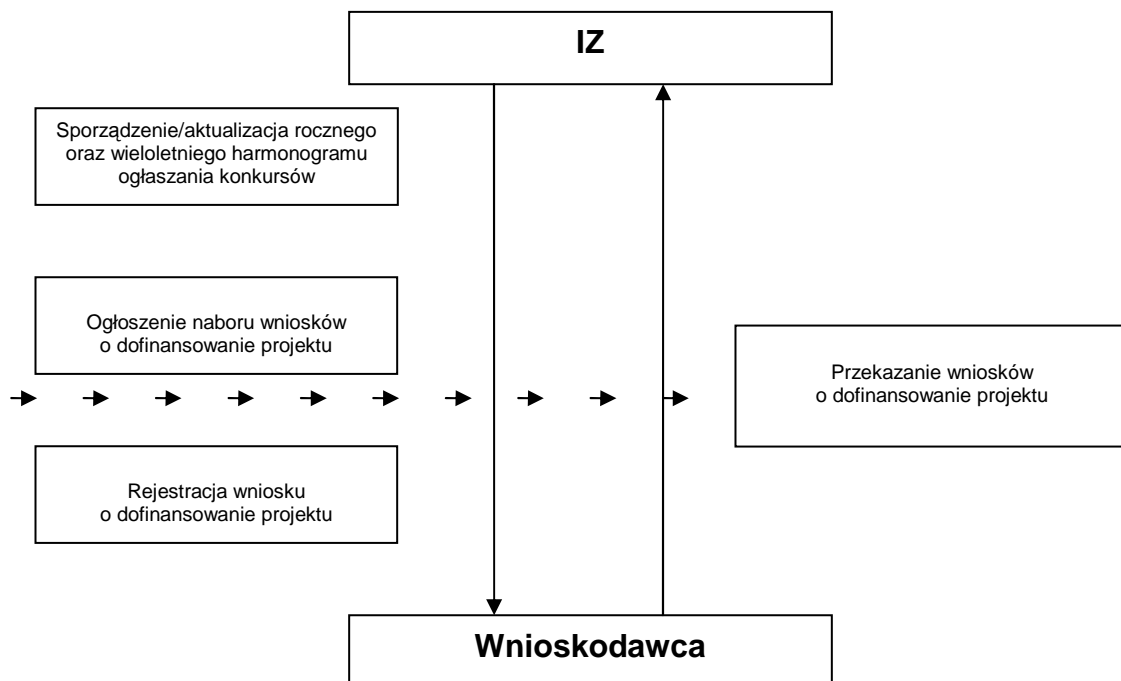 IZ
Sporządzenie/aktualizacja rocznego
oraz wieloletniego harmonogramu
ogłaszania konkursów
Ogłoszenie naboru wniosków
o dofinansowanie projektu
Przekazanie wniosków
o dofinansowanie projektu
Rejestracja wniosku
o dofinansowanie projektu
Wnioskodawca